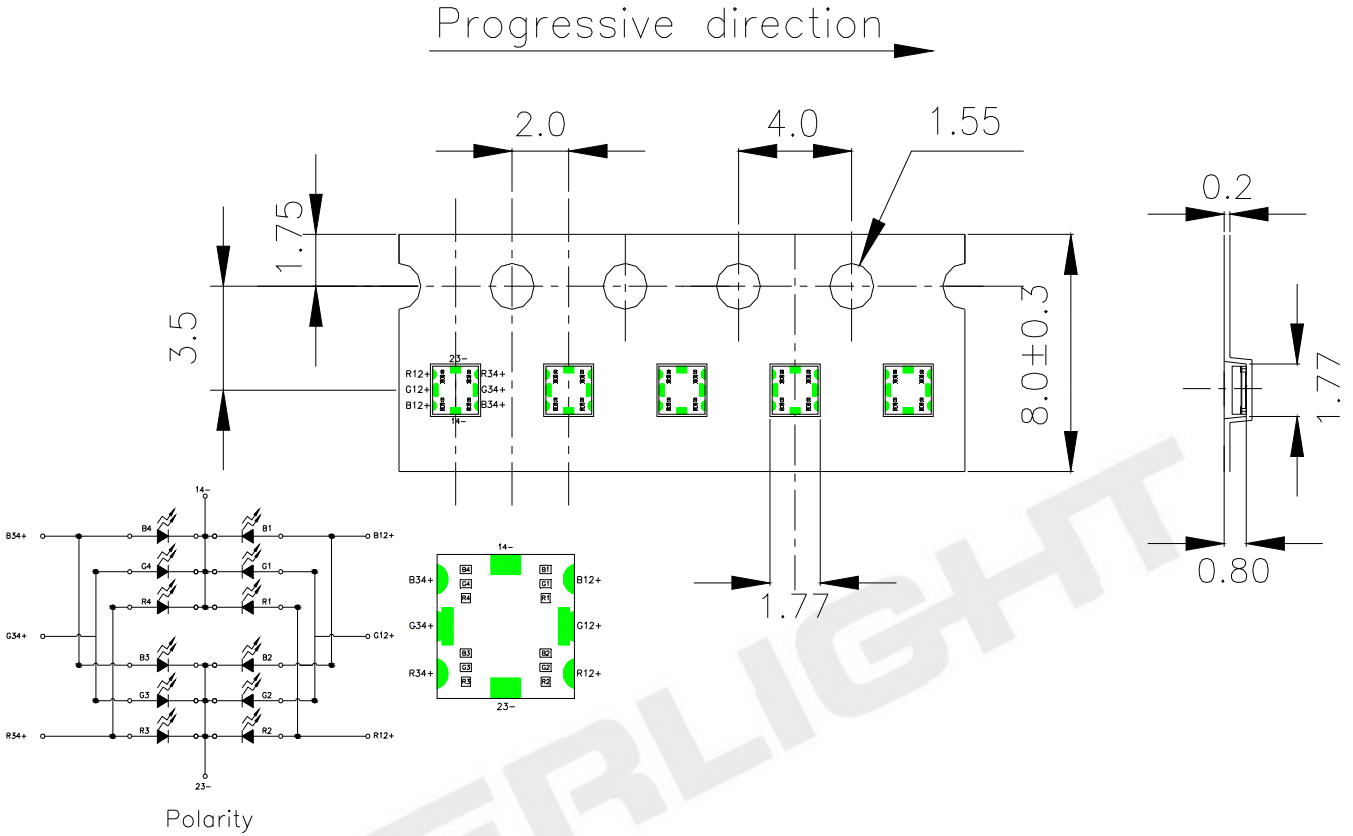 Progressive direction
2.0
4.0
1.55
0.2
1.75
3.5
8.0±0.3
1.77
23-
R12+
R34+
G12+
G34+
B12+
B34+
14-
0.80
1.77
14-
B34+
B4
B1
B12+
G4
G1
R4
R1
G34+
G12+
B3
B2
G3
G2
R34+
R3
R2
R12+
23-
Polarity
14-
B34+
B4
B1
B12+
G4
G1
R4
R1
G34+
G12+
B3
B2
R34+
G3
G2
R12+
R3
R2
23-
ERLIGHT